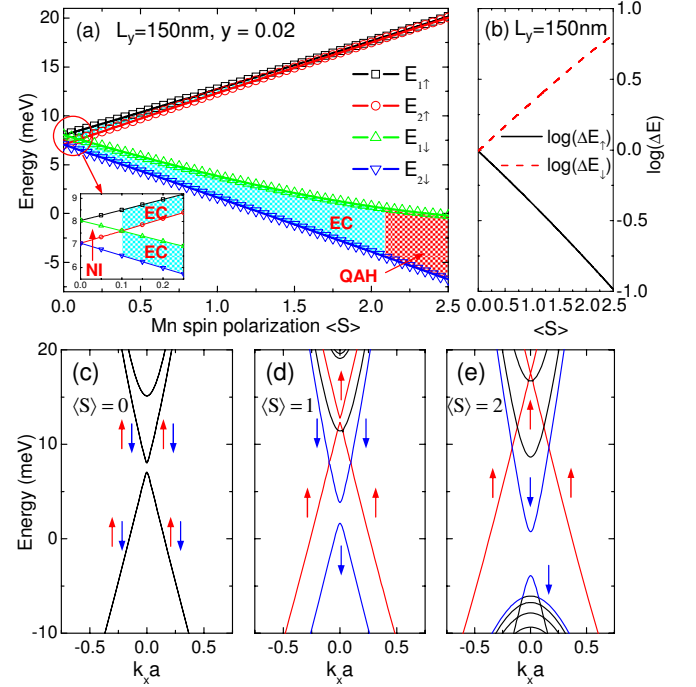 (a) L_y=150nm, y = 0.02
20
15
10
5
0
-5
Energy (meV)
E_1↑
E_2↑
E_1↓
E_2↓
EC
QAH
9
8
7
6
EC
EC
NI
0.0 0.1 0.2
0.0 0.5 1.0 1.5 2.0 2.5
Mn spin polarization <S>
(b) L_y=150nm
1.0
0.5
0.0
-0.5
-1.0
log(ΔE)
log(ΔE_↑)
log(ΔE_↓)
0.0 0.5 1.0 1.5 2.0 2.5
<S>
(c)
⟨S⟩ = 0
20
10
0
-10
Energy (meV)
-0.5 0.0 0.5
k_x a
(d)
⟨S⟩ = 1
-0.5 0.0 0.5
k_x a
(e)
⟨S⟩ = 2
-0.5 0.0 0.5
k_x a